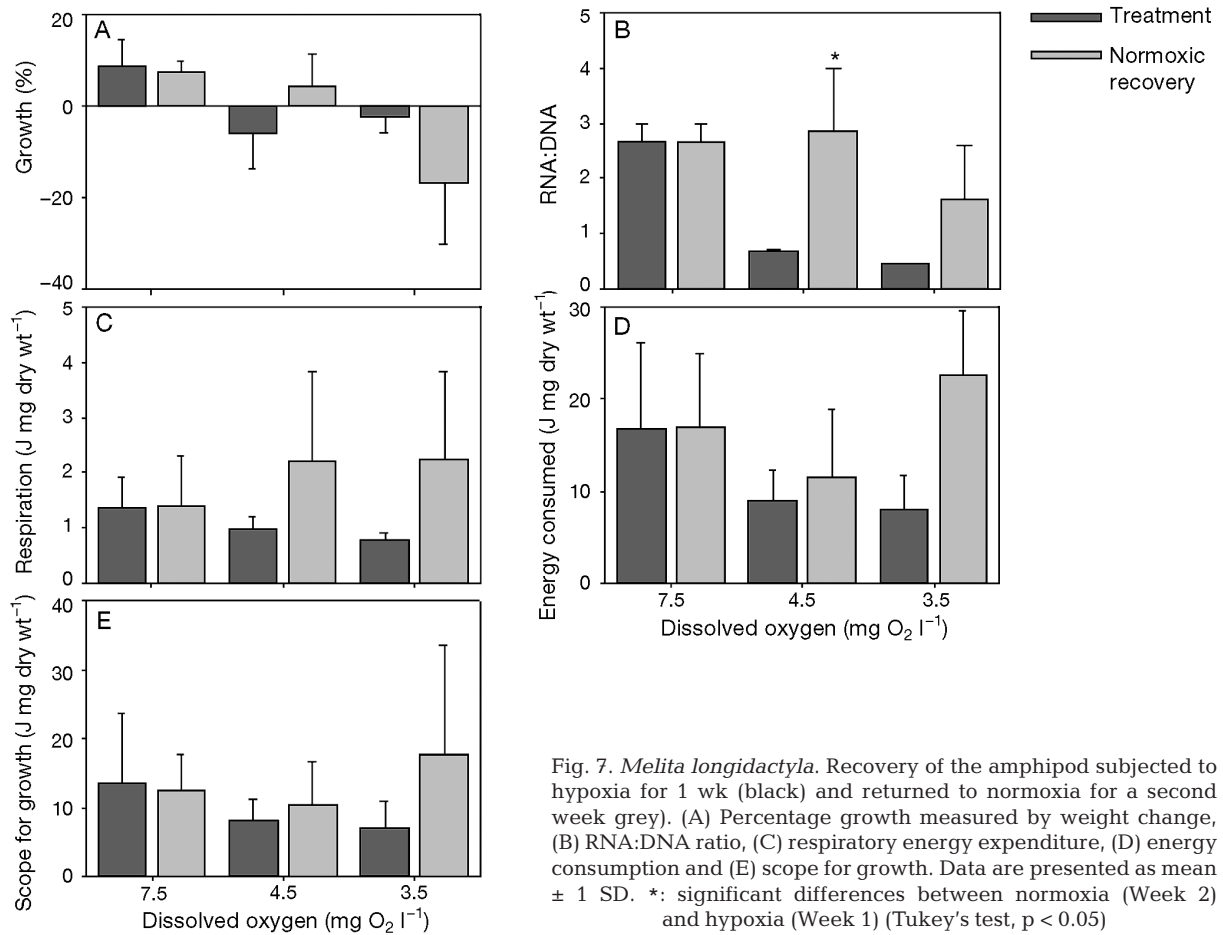 A
Growth (%)
20
0
−20
−40
B
RNA:DNA
5
4
3
2
1
0
*
Treatment
Normoxic
recovery
C
Respiration (J mg dry wt⁻¹)
5
4
3
2
1
0
D
Energy consumed (J mg dry wt⁻¹)
30
20
10
0
7.5 4.5 3.5
Dissolved oxygen (mg O₂ l⁻¹)
E
Scope for growth (J mg dry wt⁻¹)
40
30
20
10
0
7.5 4.5 3.5
Dissolved oxygen (mg O₂ l⁻¹)
Fig. 7. Melita longidactyla. Recovery of the amphipod subjected to
hypoxia for 1 wk (black) and returned to normoxia for a second
week grey). (A) Percentage growth measured by weight change,
(B) RNA:DNA ratio, (C) respiratory energy expenditure, (D) energy
consumption and (E) scope for growth. Data are presented as mean
± 1 SD. *: significant differences between normoxia (Week 2)
and hypoxia (Week 1) (Tukey's test, p < 0.05)